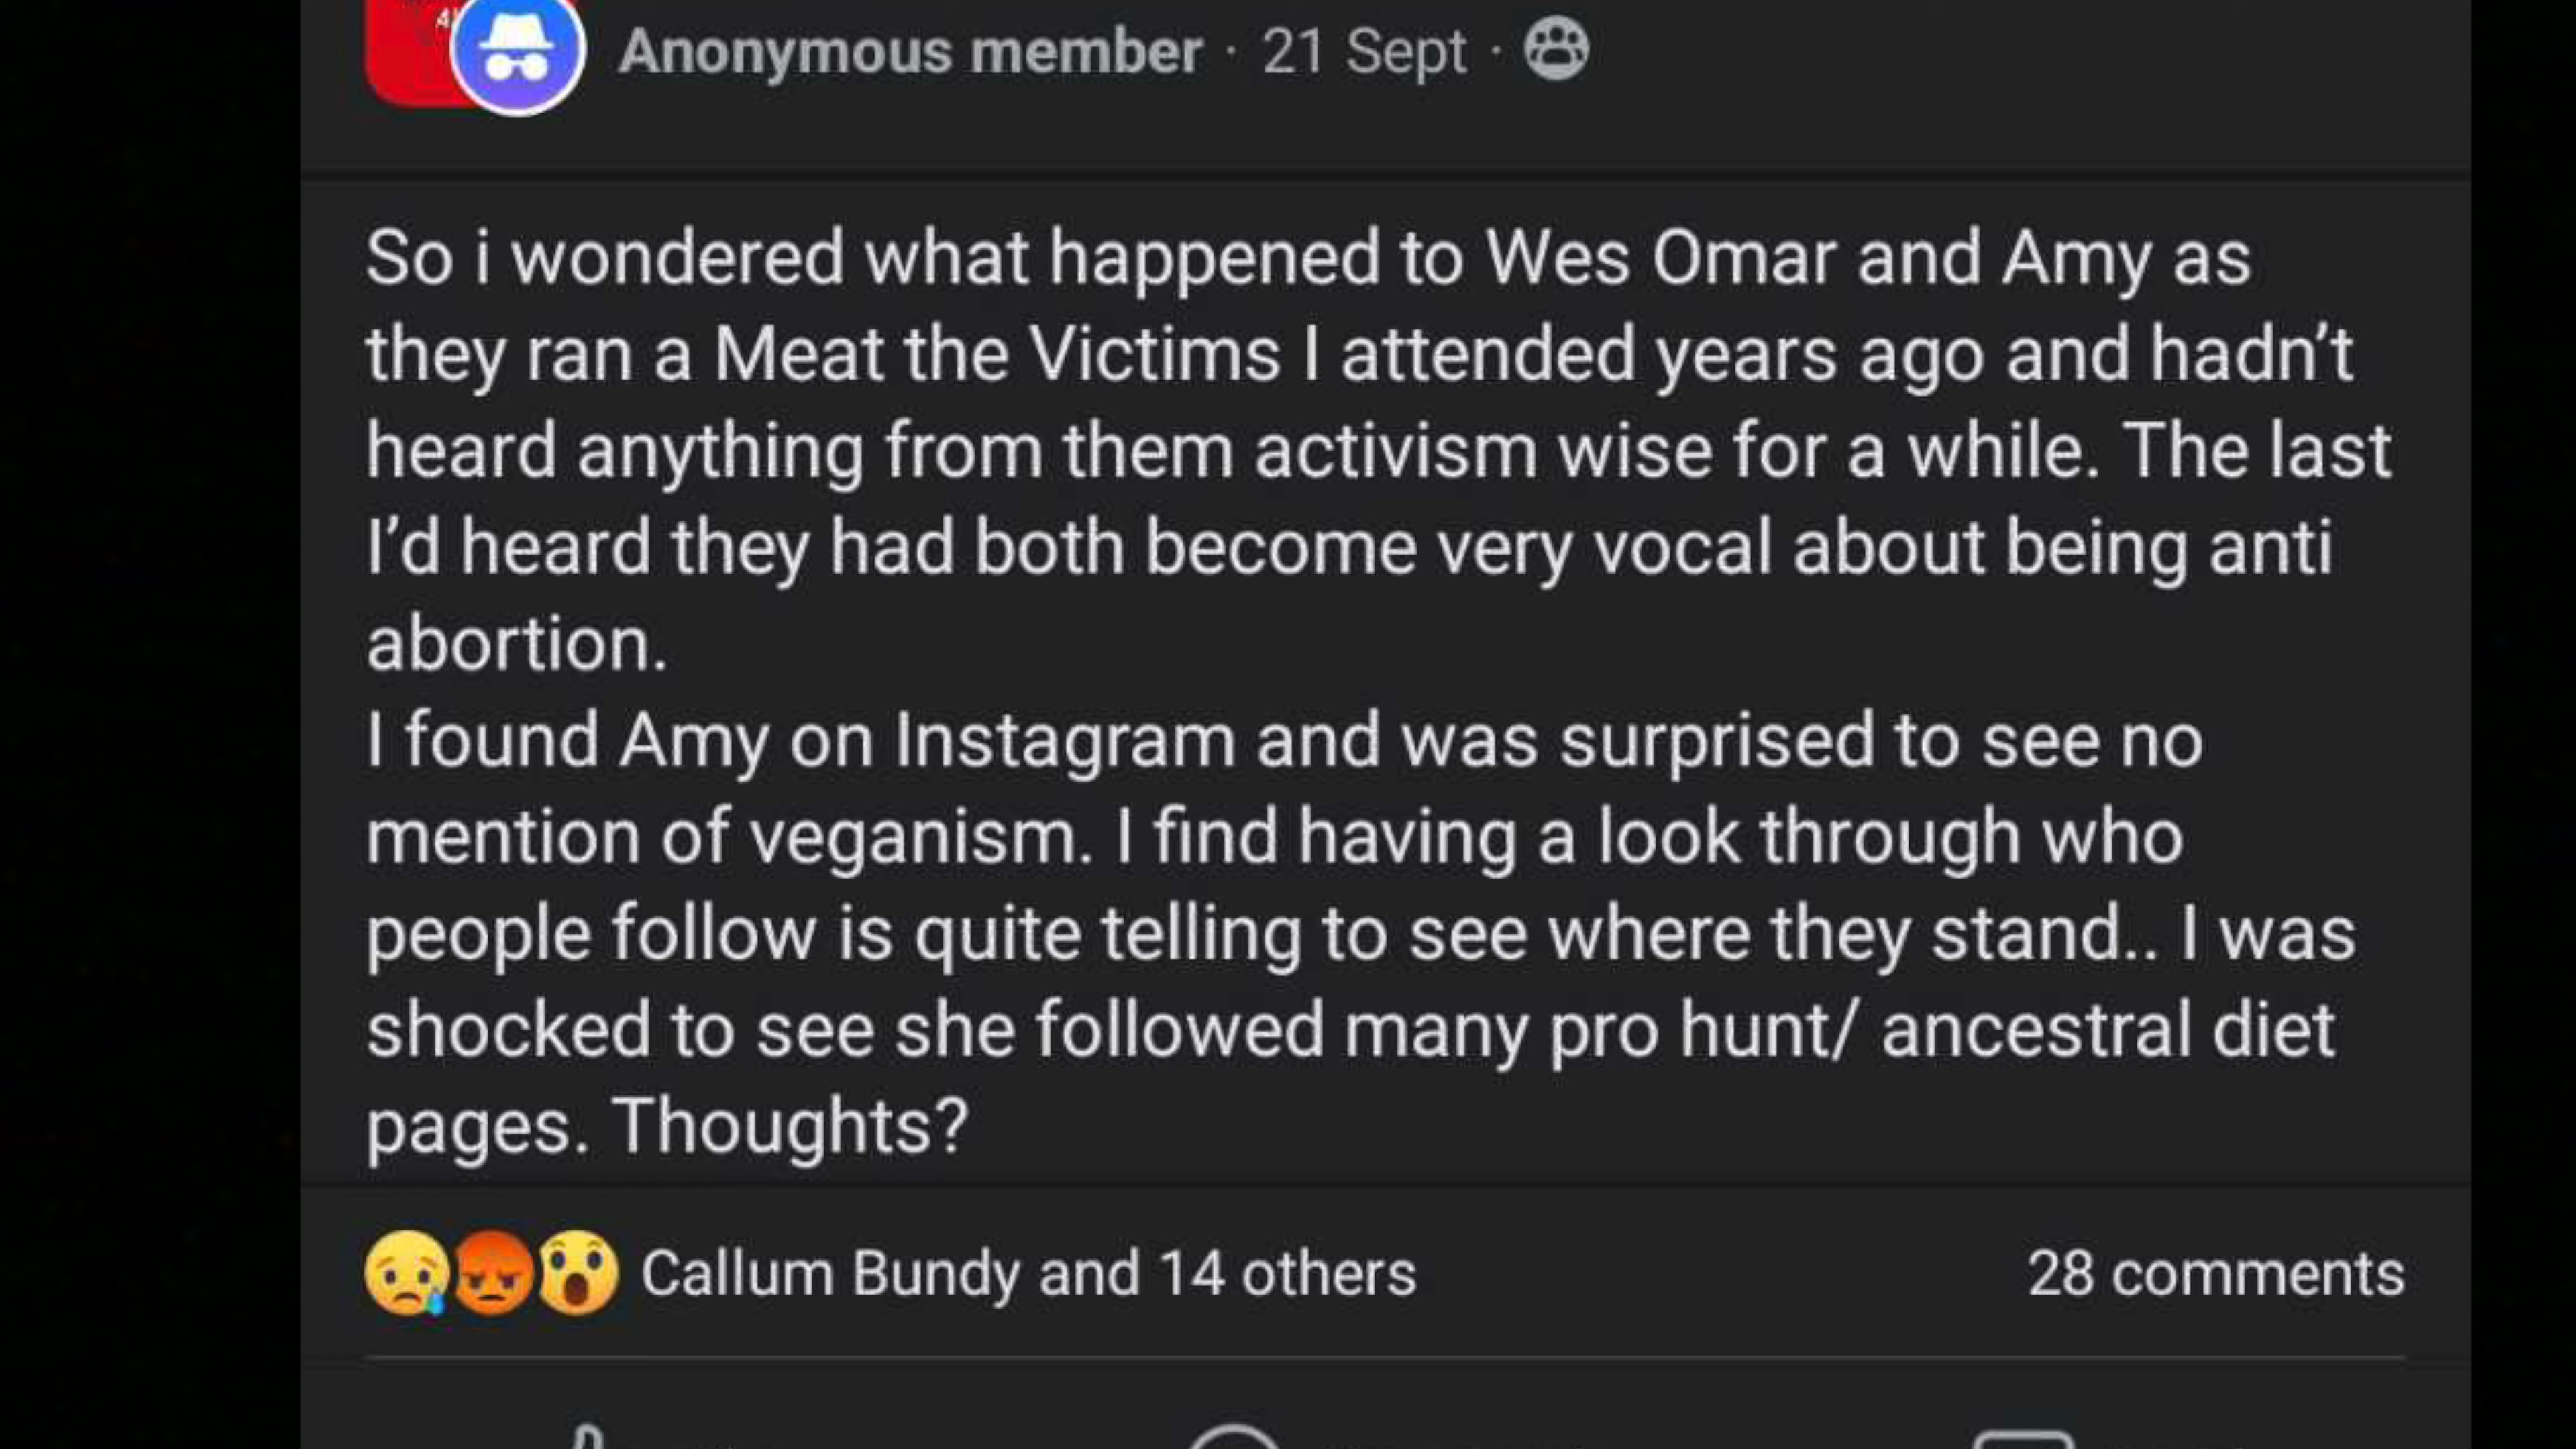 Anonymous member · 21 Sept ·
So i wondered what happened to Wes Omar and Amy as
they ran a Meat the Victims I attended years ago and hadn’t
heard anything from them activism wise for a while. The last
I’d heard they had both become very vocal about being anti
abortion.
I found Amy on Instagram and was surprised to see no
mention of veganism. I find having a look through who
people follow is quite telling to see where they stand.. I was
shocked to see she followed many pro hunt/ ancestral diet
pages. Thoughts?
Callum Bundy and 14 others
28 comments